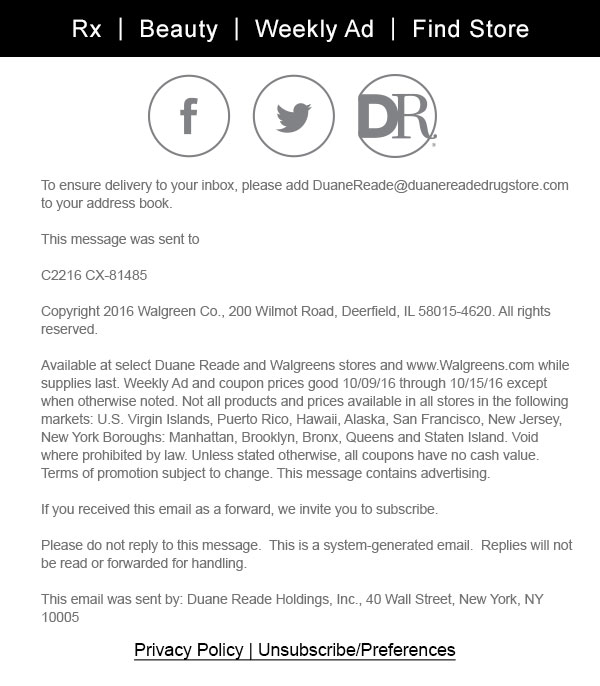 Rx | Beauty | Weekly Ad | Find Store
f DR®
To ensure delivery to your inbox, please add DuaneReade@duanereadedrugstore.com
to your address book.
This message was sent to
C2216 CX-81485
Copyright 2016 Walgreen Co., 200 Wilmot Road, Deerfield, IL 58015-4620. All rights
reserved.
Available at select Duane Reade and Walgreens stores and www.Walgreens.com while
supplies last. Weekly Ad and coupon prices good 10/09/16 through 10/15/16 except
when otherwise noted. Not all products and prices available in all stores in the following
markets: U.S. Virgin Islands, Puerto Rico, Hawaii, Alaska, San Francisco, New Jersey,
New York Boroughs: Manhattan, Brooklyn, Bronx, Queens and Staten Island. Void
where prohibited by law. Unless stated otherwise, all coupons have no cash value.
Terms of promotion subject to change. This message contains advertising.
If you received this email as a forward, we invite you to subscribe.
Please do not reply to this message.  This is a system-generated email.  Replies will not
be read or forwarded for handling.
This email was sent by: Duane Reade Holdings, Inc., 40 Wall Street, New York, NY
10005
Privacy Policy | Unsubscribe/Preferences